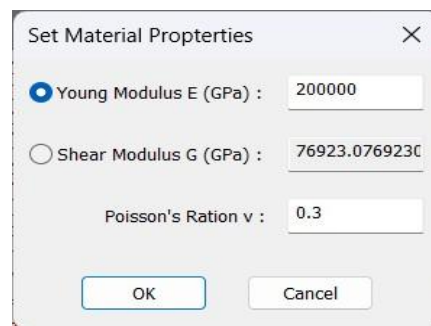 Set Material Propterties
Young Modulus E (GPa) : 200000
Shear Modulus G (GPa) : 76923.0769230
Poisson's Ration v : 0.3
OK Cancel